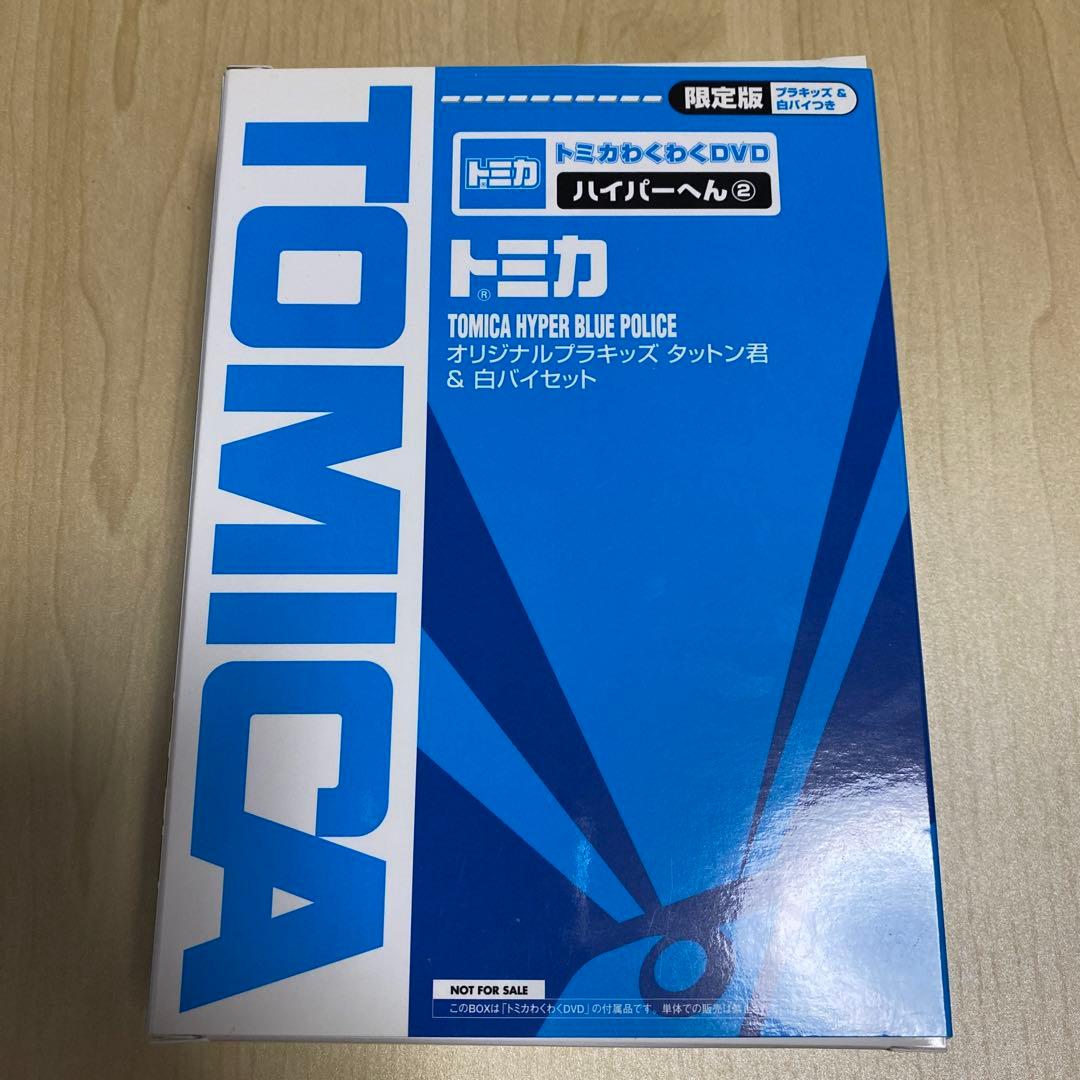 TOMICA
限定版
プラキッズ &
白バイつき
トミカ
トミカわくわくDVD
ハイパーへん②
トミカ
®
TOMICA HYPER BLUE POLICE
オリジナルプラキッズ タットン君
& 白バイセット
NOT FOR SALE
このBOXは「トミカわくわくDVD」の付属品です。単体での販売は